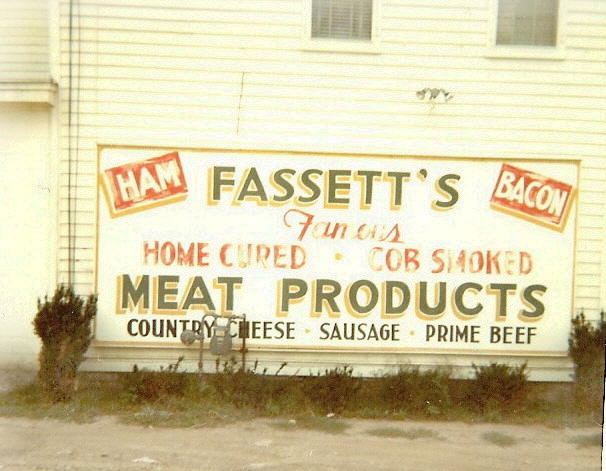 HAM FASSETT'S BACON
Famous
HOME CURED · COB SMOKED
MEAT PRODUCTS
COUNTRY CHEESE · SAUSAGE · PRIME BEEF